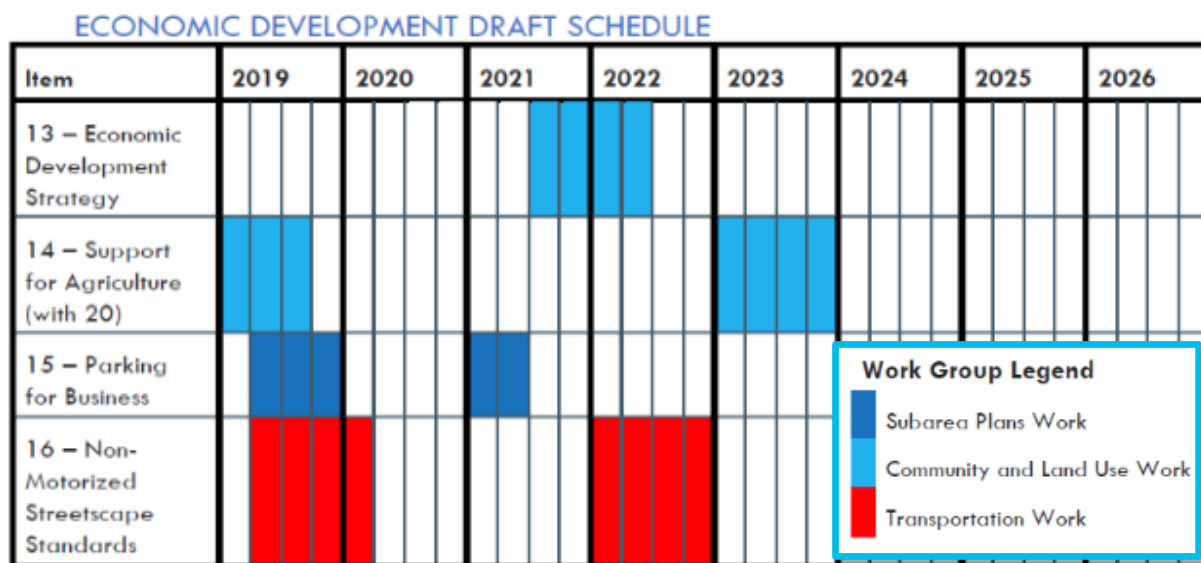 ECONOMIC DEVELOPMENT DRAFT SCHEDULE
Item 2019 2020 2021 2022 2023 2024 2025 2026
13 – Economic
Development
Strategy
14 – Support
for Agriculture
(with 20)
15 – Parking
for Business
16 – Non-
Motorized
Streetscape
Standards
Work Group Legend
Subarea Plans Work
Community and Land Use Work
Transportation Work